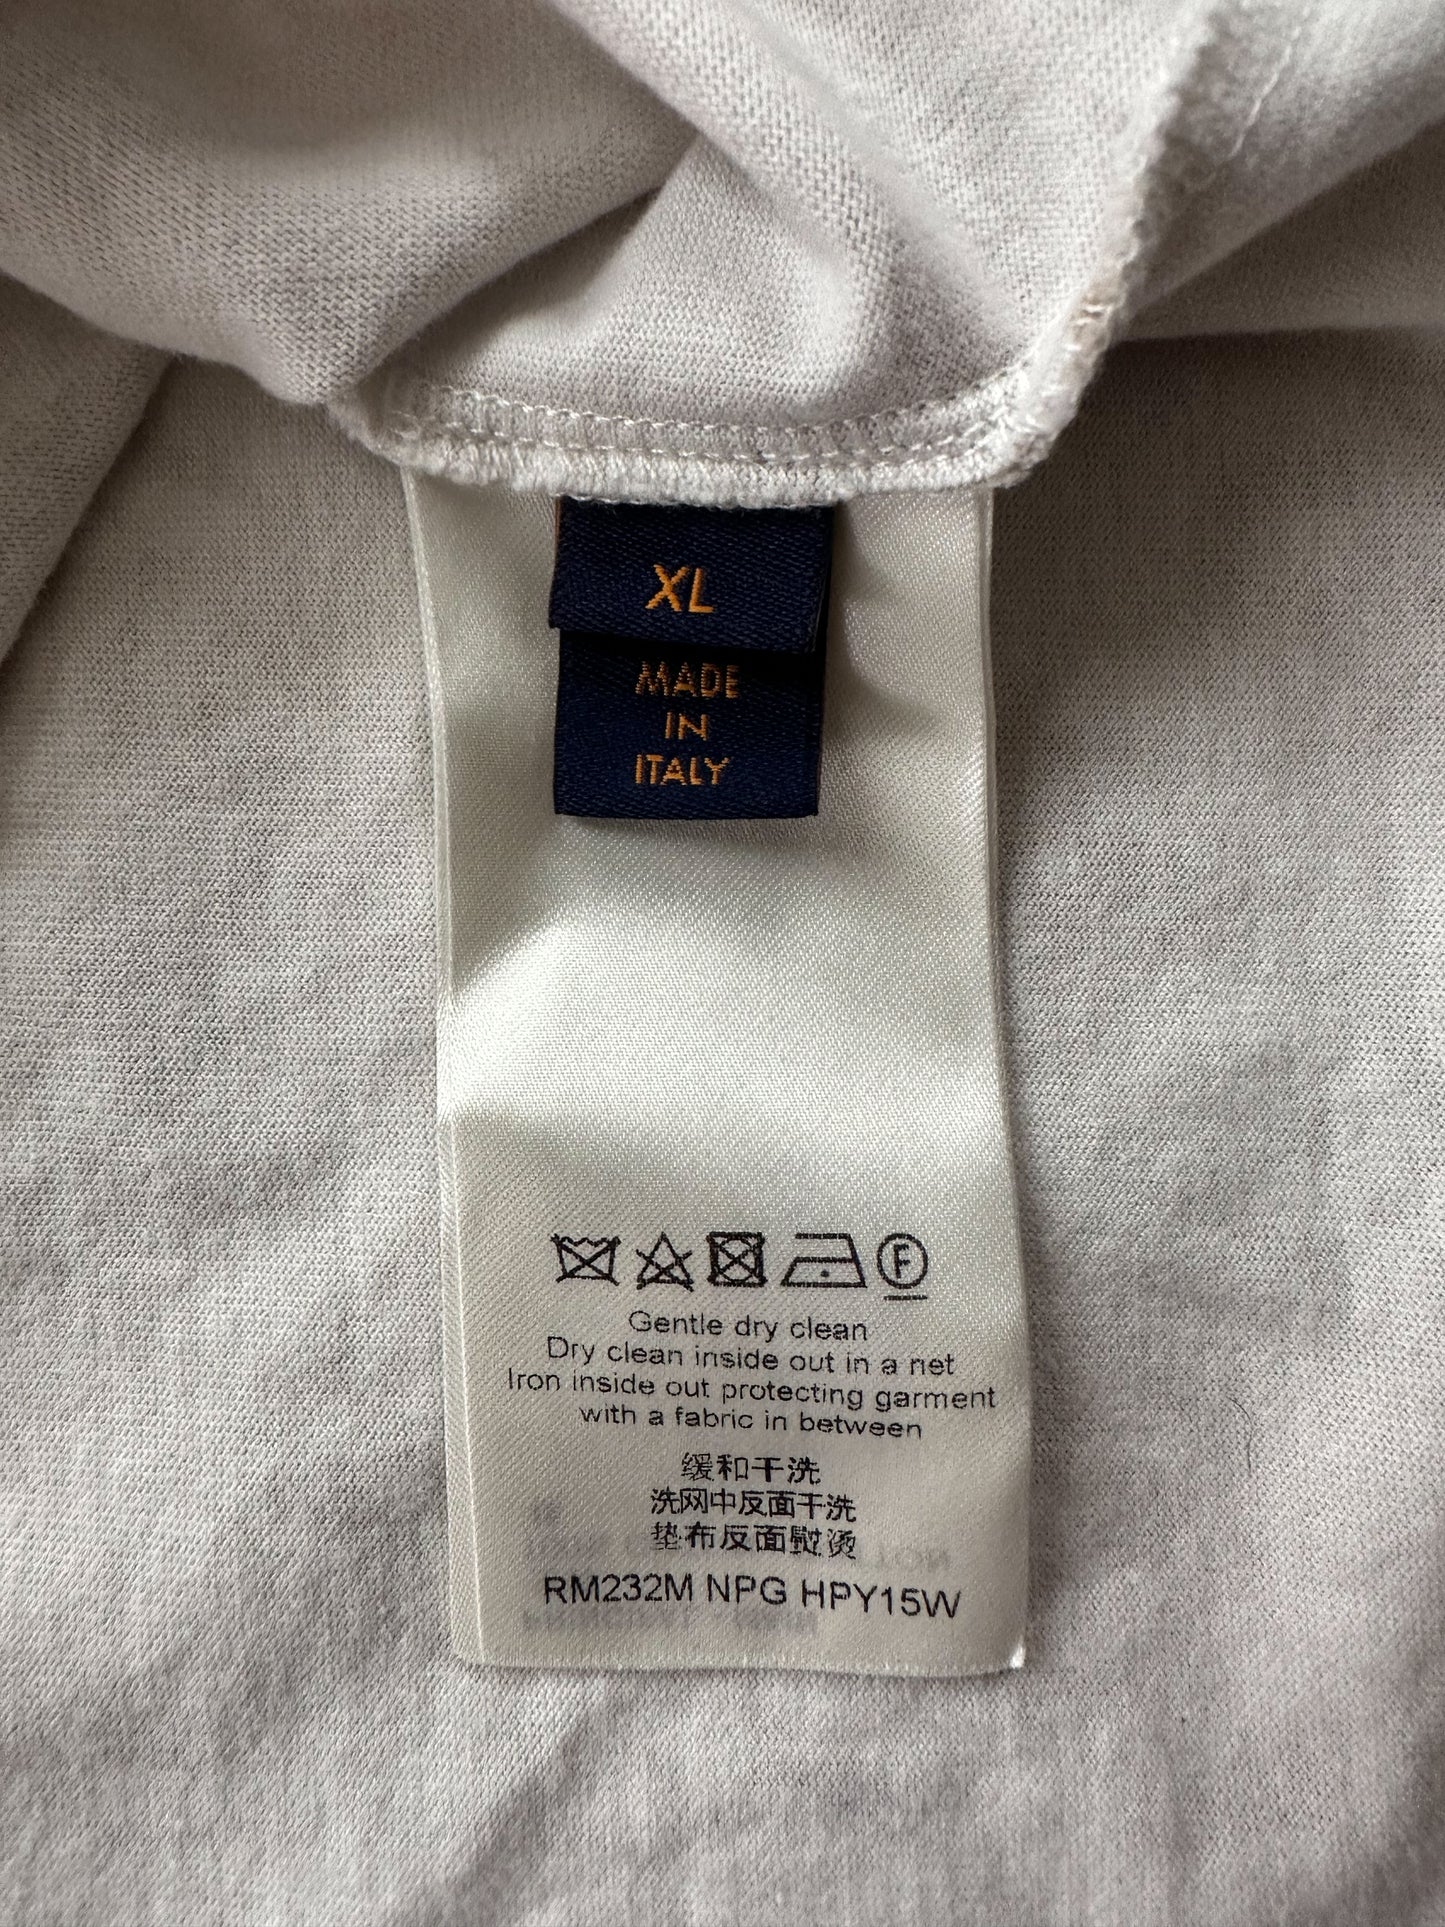 XL
MADE
IN
ITALY
F
Gentle dry clean
Dry clean inside out in a net
Iron inside out protecting garment
with a fabric in between
缓和干洗
洗网中反面干洗
垫布反面熨烫
RM232M NPG HPY15W